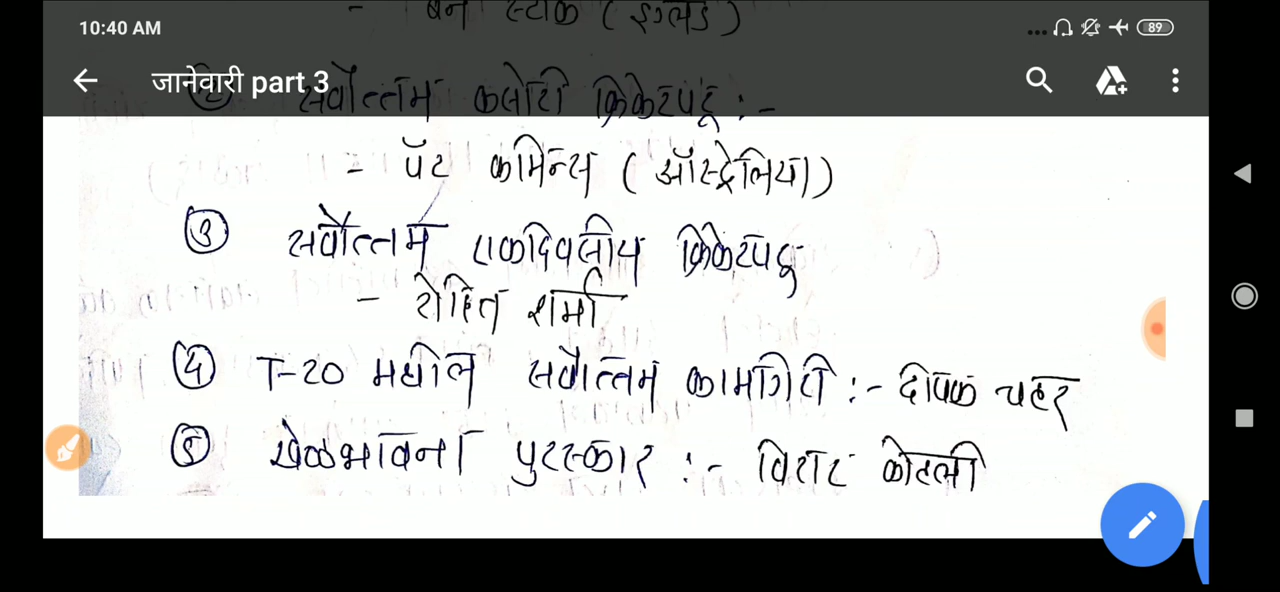 - बेन स्टोक (इंग्लंड)
10:40 AM
... 89
जानेवारी part.3
② सर्वोत्तम कसोटी क्रिकेटपटू :-
- पॅट कमिन्स (ऑस्ट्रेलिया)
③ सर्वोत्तम एकदिवसीय क्रिकेटपटू
- रोहित शर्मा
④ T-20 मधील सर्वोत्तम कामगिरी :- दीपक चहर
⑤ खेळभावना पुरस्कार :- विराट कोहली